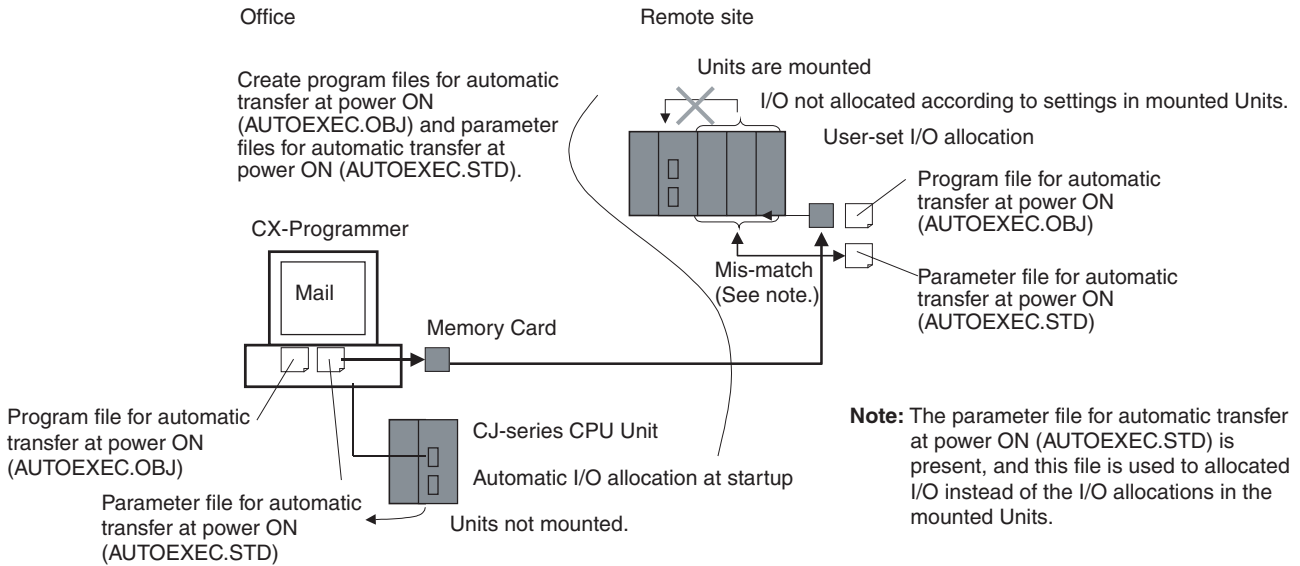 Office
Remote site
Create program files for automatic
transfer at power ON
(AUTOEXEC.OBJ) and parameter
files for automatic transfer at
power ON (AUTOEXEC.STD).
Units are mounted
I/O not allocated according to settings in mounted Units.
User-set I/O allocation
Program file for automatic
transfer at power ON
(AUTOEXEC.OBJ)
CX-Programmer
Mail
Mis-match
(See note.)
Parameter file for automatic
transfer at power ON
(AUTOEXEC.STD)
Memory Card
Program file for automatic
transfer at power ON
(AUTOEXEC.OBJ)
CJ-series CPU Unit
Automatic I/O allocation at startup
Parameter file for automatic
transfer at power ON
(AUTOEXEC.STD)
Units not mounted.
Note: The parameter file for automatic transfer
at power ON (AUTOEXEC.STD) is
present, and this file is used to allocated
I/O instead of the I/O allocations in the
mounted Units.